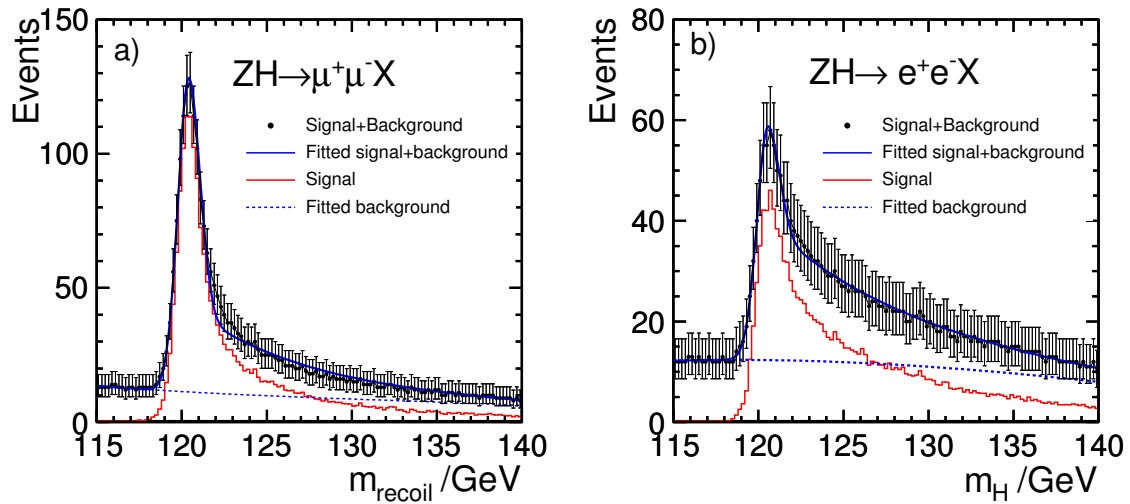 Events
150
100
50
0
a)
ZH→μ⁺μ⁻X
Signal+Background
Fitted signal+background
Signal
Fitted background
115 120 125 130 135 140
m_recoil /GeV
Events
80
60
40
20
0
b)
ZH→ e⁺e⁻X
Signal+Background
Fitted signal+background
Signal
Fitted background
115 120 125 130 135 140
m_H /GeV